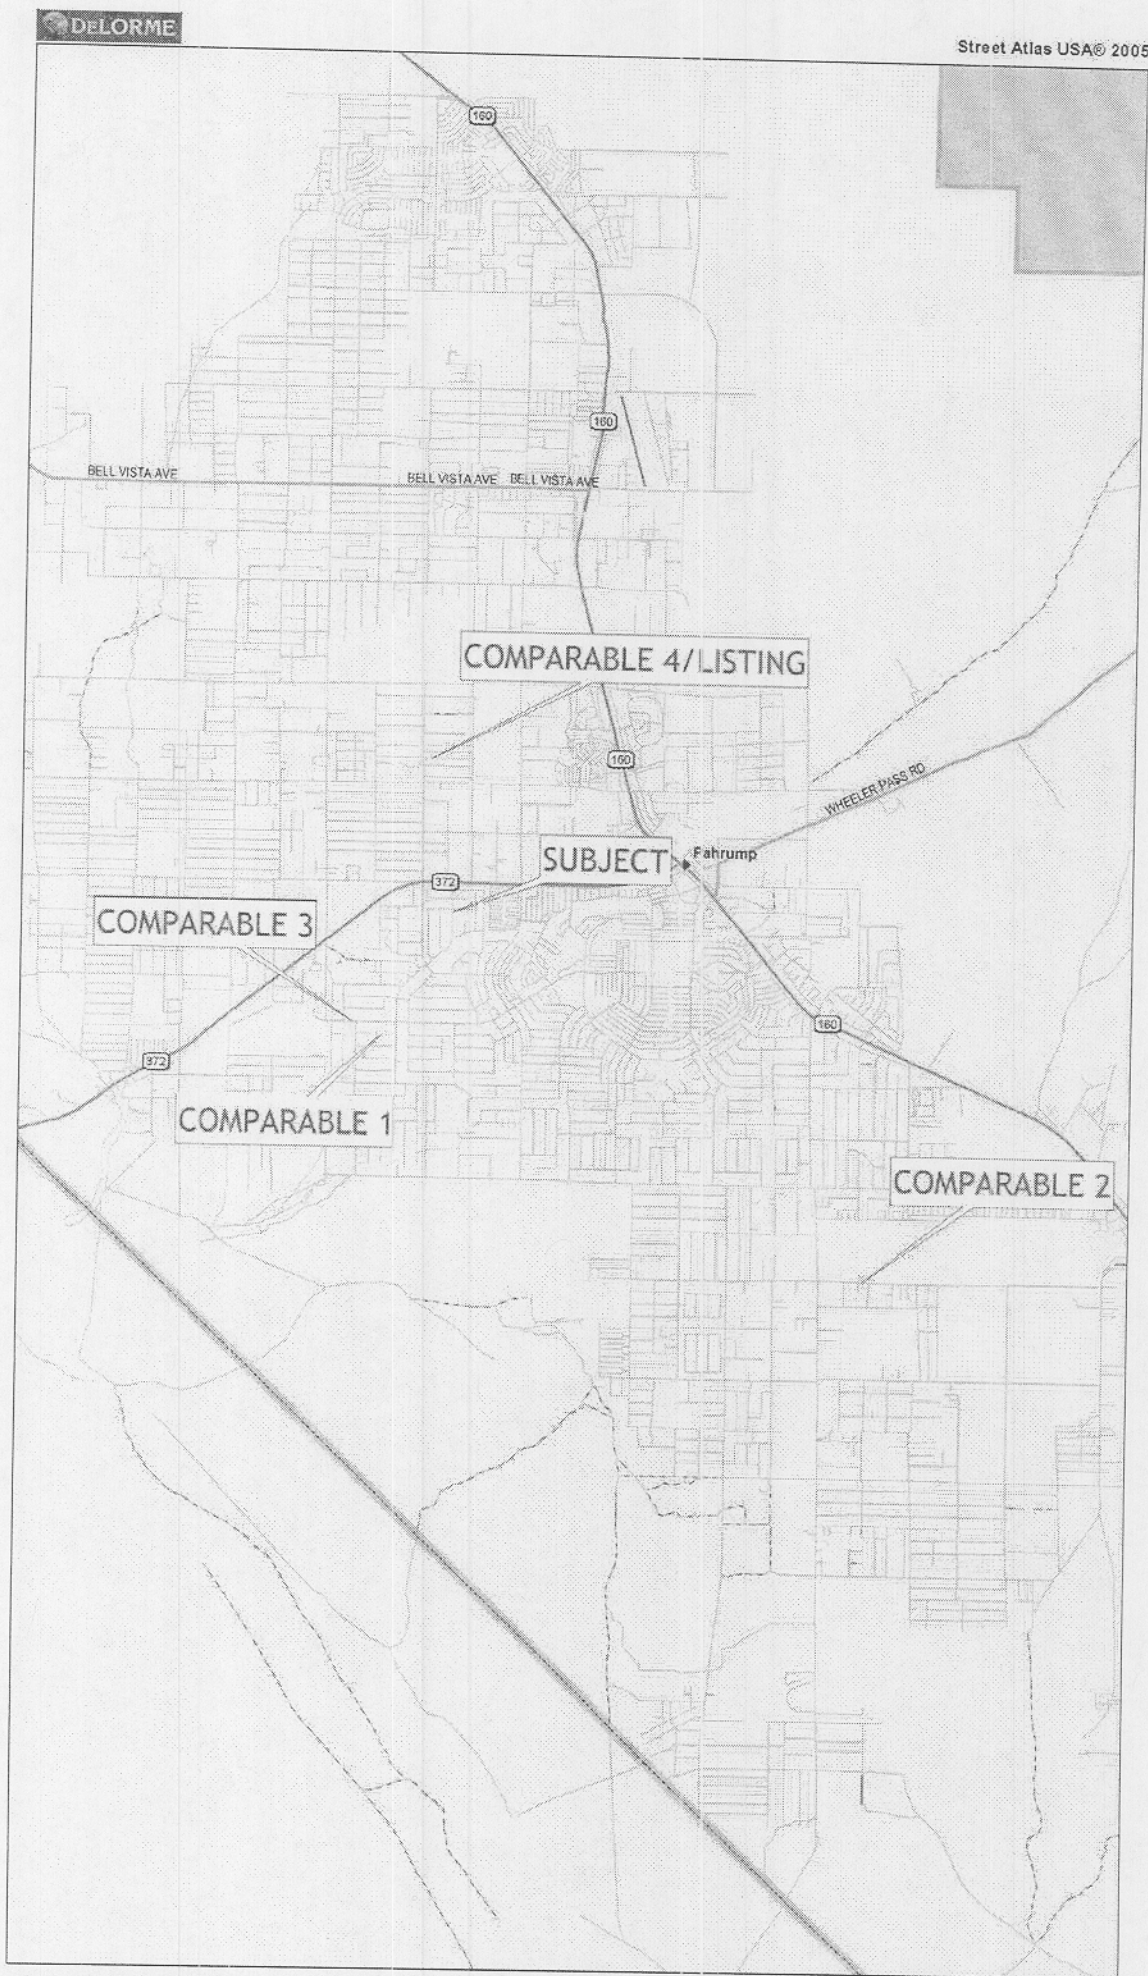 DELORME
Street Atlas USA® 2005
160
160
BELL VISTA AVE
BELL VISTA AVE BELL VISTA AVE
COMPARABLE 4/LISTING
160
WHEELER PASS RD
SUBJECT
Pahrump
372
COMPARABLE 3
160
372
COMPARABLE 1
COMPARABLE 2